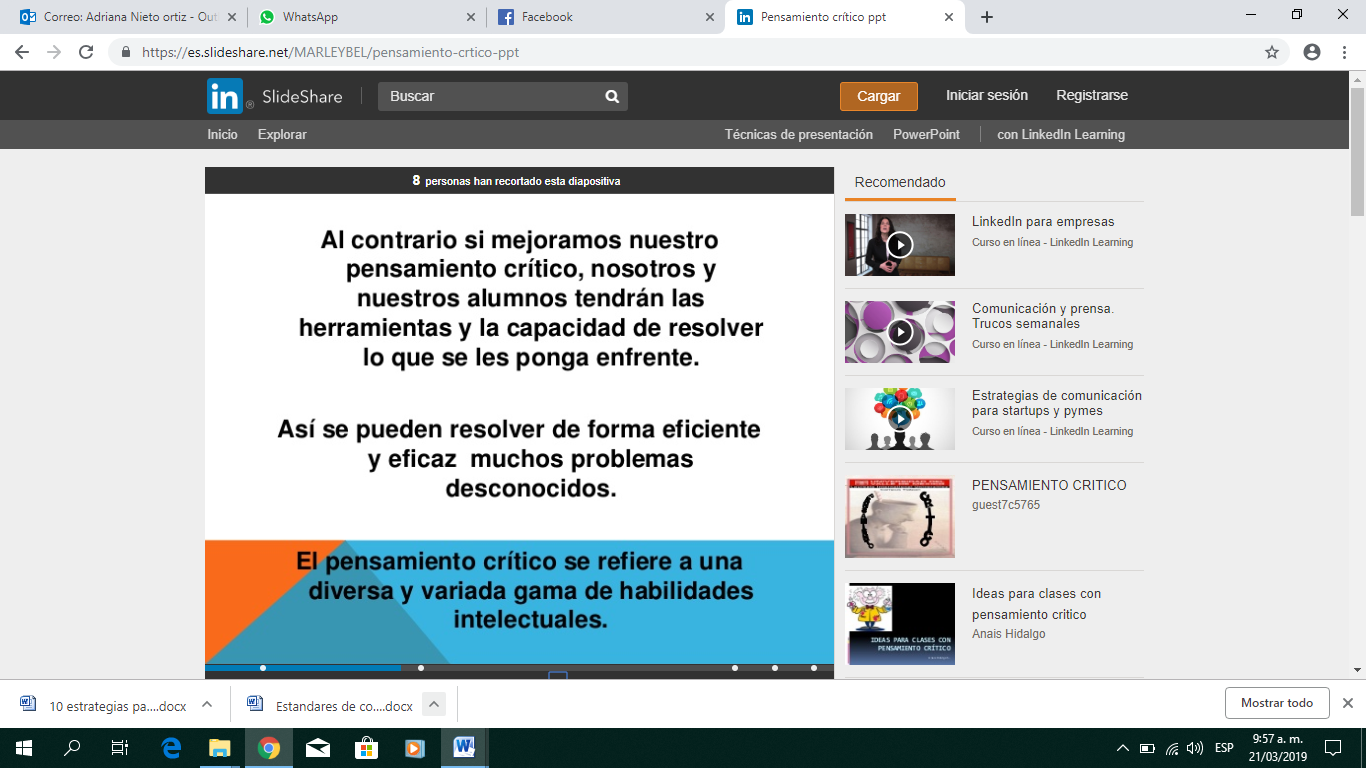 Correo: Adriana Nieto ortiz - Out
WhatsApp
Facebook
Pensamiento crítico ppt
https://es.slideshare.net/MARLEYBEL/pensamiento-crtico-ppt
in ® SlideShare
Buscar
Cargar
Iniciar sesión
Registrarse
Inicio
Explorar
Técnicas de presentación
PowerPoint
con LinkedIn Learning
8 personas han recortado esta diapositiva
Al contrario si mejoramos nuestro
pensamiento crítico, nosotros y
nuestros alumnos tendrán las
herramientas y la capacidad de resolver
lo que se les ponga enfrente.
Así se pueden resolver de forma eficiente
y eficaz muchos problemas
desconocidos.
El pensamiento crítico se refiere a una
diversa y variada gama de habilidades
intelectuales.
Recomendado
LinkedIn para empresas
Curso en línea - LinkedIn Learning
Comunicación y prensa.
Trucos semanales
Curso en línea - LinkedIn Learning
Estrategias de comunicación
para startups y pymes
Curso en línea - LinkedIn Learning
PENSAMIENTO CRITICO
guest7c5765
IDEAS PARA CLASES CON
PENSAMIENTO CRÍTICO
Ideas para clases con
pensamiento critico
Anais Hidalgo
10 estrategias pa....docx
Estandares de co....docx
Mostrar todo
ESP
9:57 a. m.
21/03/2019